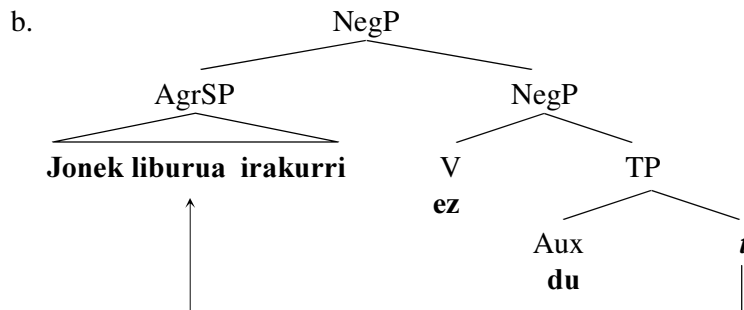 b. NegP
AgrSP NegP
Jonek liburua irakurri V TP
ez
Aux t
du